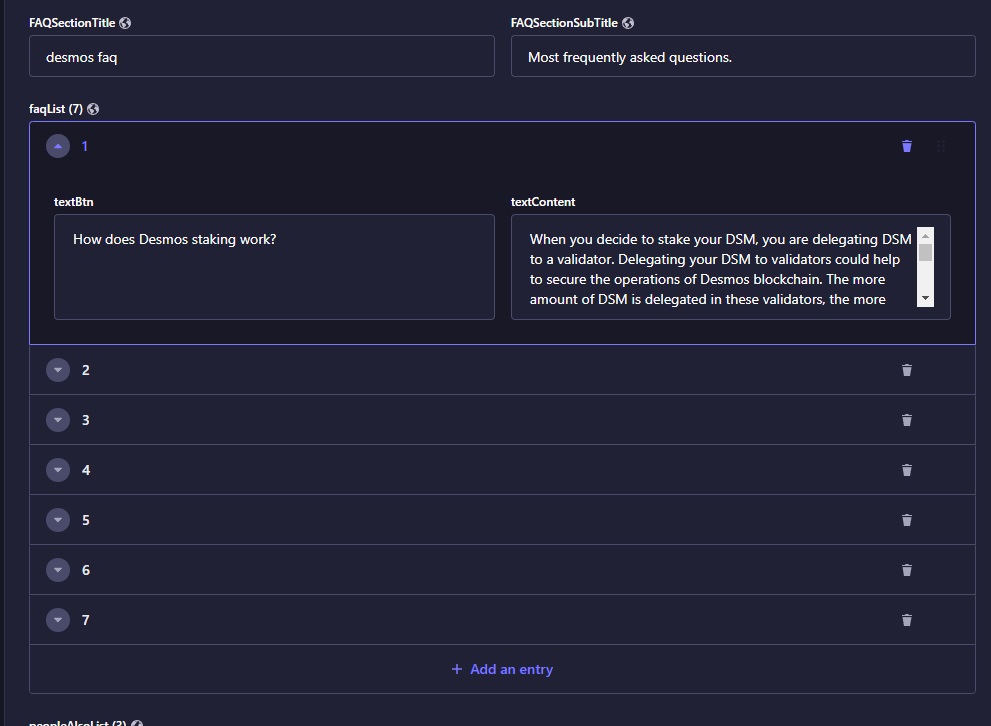 FAQSectionTitle
FAQSectionSubTitle
desmos faq
Most frequently asked questions.
faqList (7)
1
textBtn
textContent
How does Desmos staking work?
When you decide to stake your DSM, you are delegating DSM
to a validator. Delegating your DSM to validators could help
to secure the operations of Desmos blockchain. The more
amount of DSM is delegated in these validators, the more
2
3
4
5
6
7
+ Add an entry
peopleAlsoList (3)